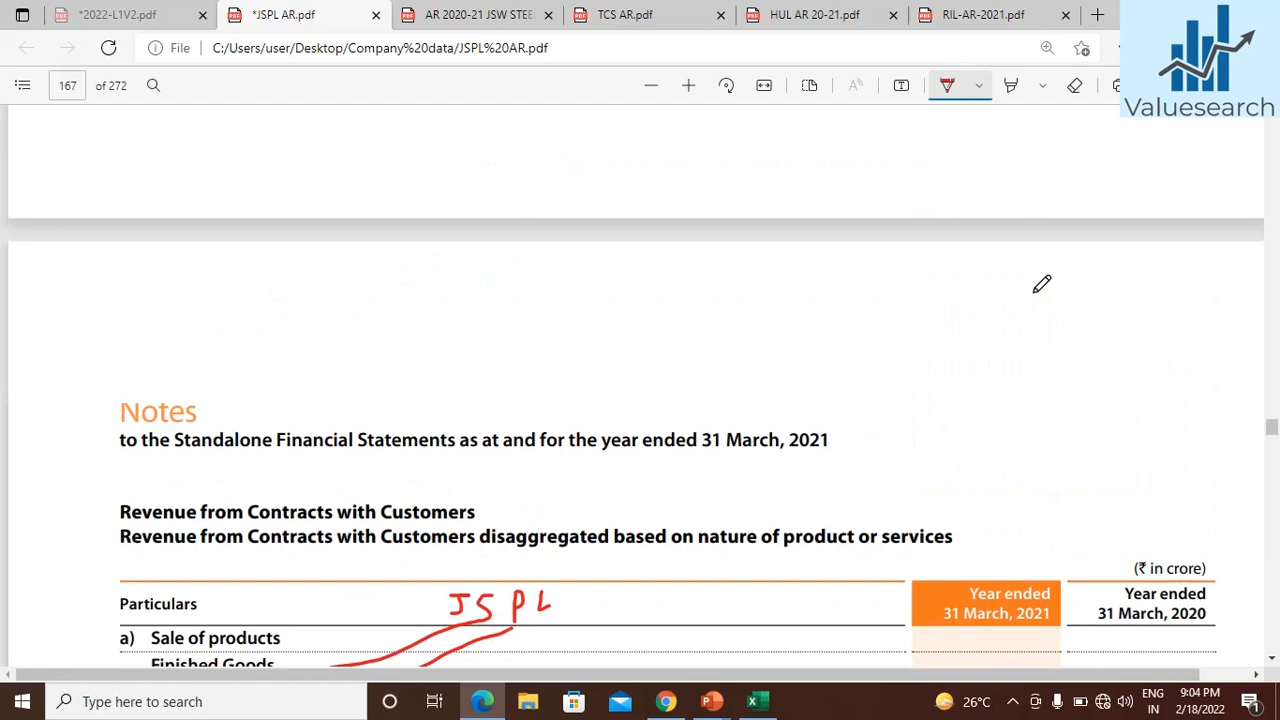 *2022-L1V2.pdf
*JSPL AR.pdf
AR 2020-21 JSW STEE
TCS AR.pdf
HUL AR 20-21.pdf
RIL-AR-2021.pdf
File
C:/Users/user/Desktop/Company%20data/JSPL%20AR.pdf
167 of 272
Valuesearch
Notes
to the Standalone Financial Statements as at and for the year ended 31 March, 2021
Revenue from Contracts with Customers
Revenue from Contracts with Customers disaggregated based on nature of product or services
(₹ in crore)
Particulars
JSPL
Year ended
31 March, 2021
Year ended
31 March, 2020
a) Sale of products
Finished Goods
Type here to search
26°C
ENG
IN
9:04 PM
2/18/2022
1